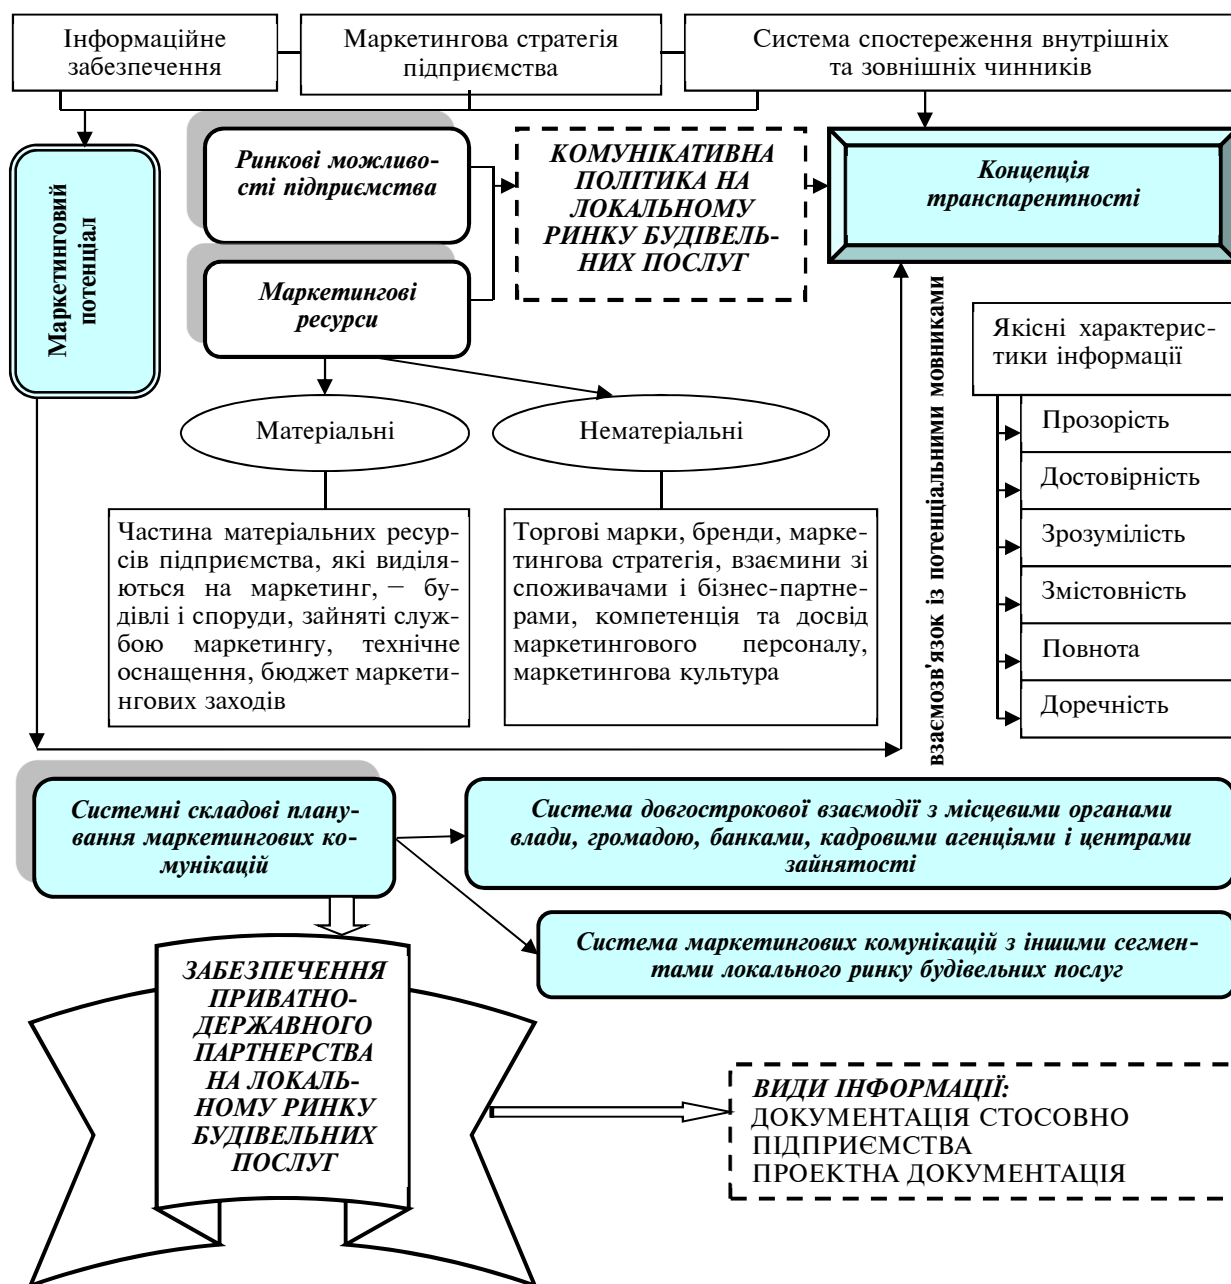 Інформаційне
забезпечення
Маркетингова стратегія
підприємства
Система спостереження внутрішніх
та зовнішніх чинників
Маркетинговий
потенціал
Ринкові можливо-
сті підприємства
Маркетингові
ресурси
КОМУНІКАТИВНА
ПОЛІТИКА НА
ЛОКАЛЬНОМУ
РИНКУ БУДІВЕЛЬ-
НИХ ПОСЛУГ
Концепція
транспарентності
Матеріальні
Нематеріальні
Частина матеріальних ресур-
сів підприємства, які виділя-
ються на маркетинг, — бу-
дівлі і споруди, зайняті служ-
бою маркетингу, технічне
оснащення, бюджет маркети-
нгових заходів
Торгові марки, бренди, марке-
тингова стратегія, взаємини зі
споживачами і бізнес-партне-
рами, компетенція та досвід
маркетингового персоналу,
маркетингова культура
взаємозв'язок із потенціальними мовниками
Якісні характерис-
тики інформації
Прозорість
Достовірність
Зрозумілість
Змістовність
Повнота
Доречність
Системні складові плану-
вання маркетингових ко-
мунікацій
Система довгострокової взаємодії з місцевими органами
влади, громадою, банками, кадровими агенціями і центрами
зайнятості
Система маркетингових комунікацій з іншими сегмен-
тами локального ринку будівельних послуг
ЗАБЕЗПЕЧЕННЯ
ПРИВАТНО-
ДЕРЖАВНОГО
ПАРТНЕРСТВА
НА ЛОКАЛЬ-
НОМУ РИНКУ
БУДІВЕЛЬНИХ
ПОСЛУГ
ВИДИ ІНФОРМАЦІЇ:
ДОКУМЕНТАЦІЯ СТОСОВНО
ПІДПРИЄМСТВА
ПРОЕКТНА ДОКУМЕНТАЦІЯ